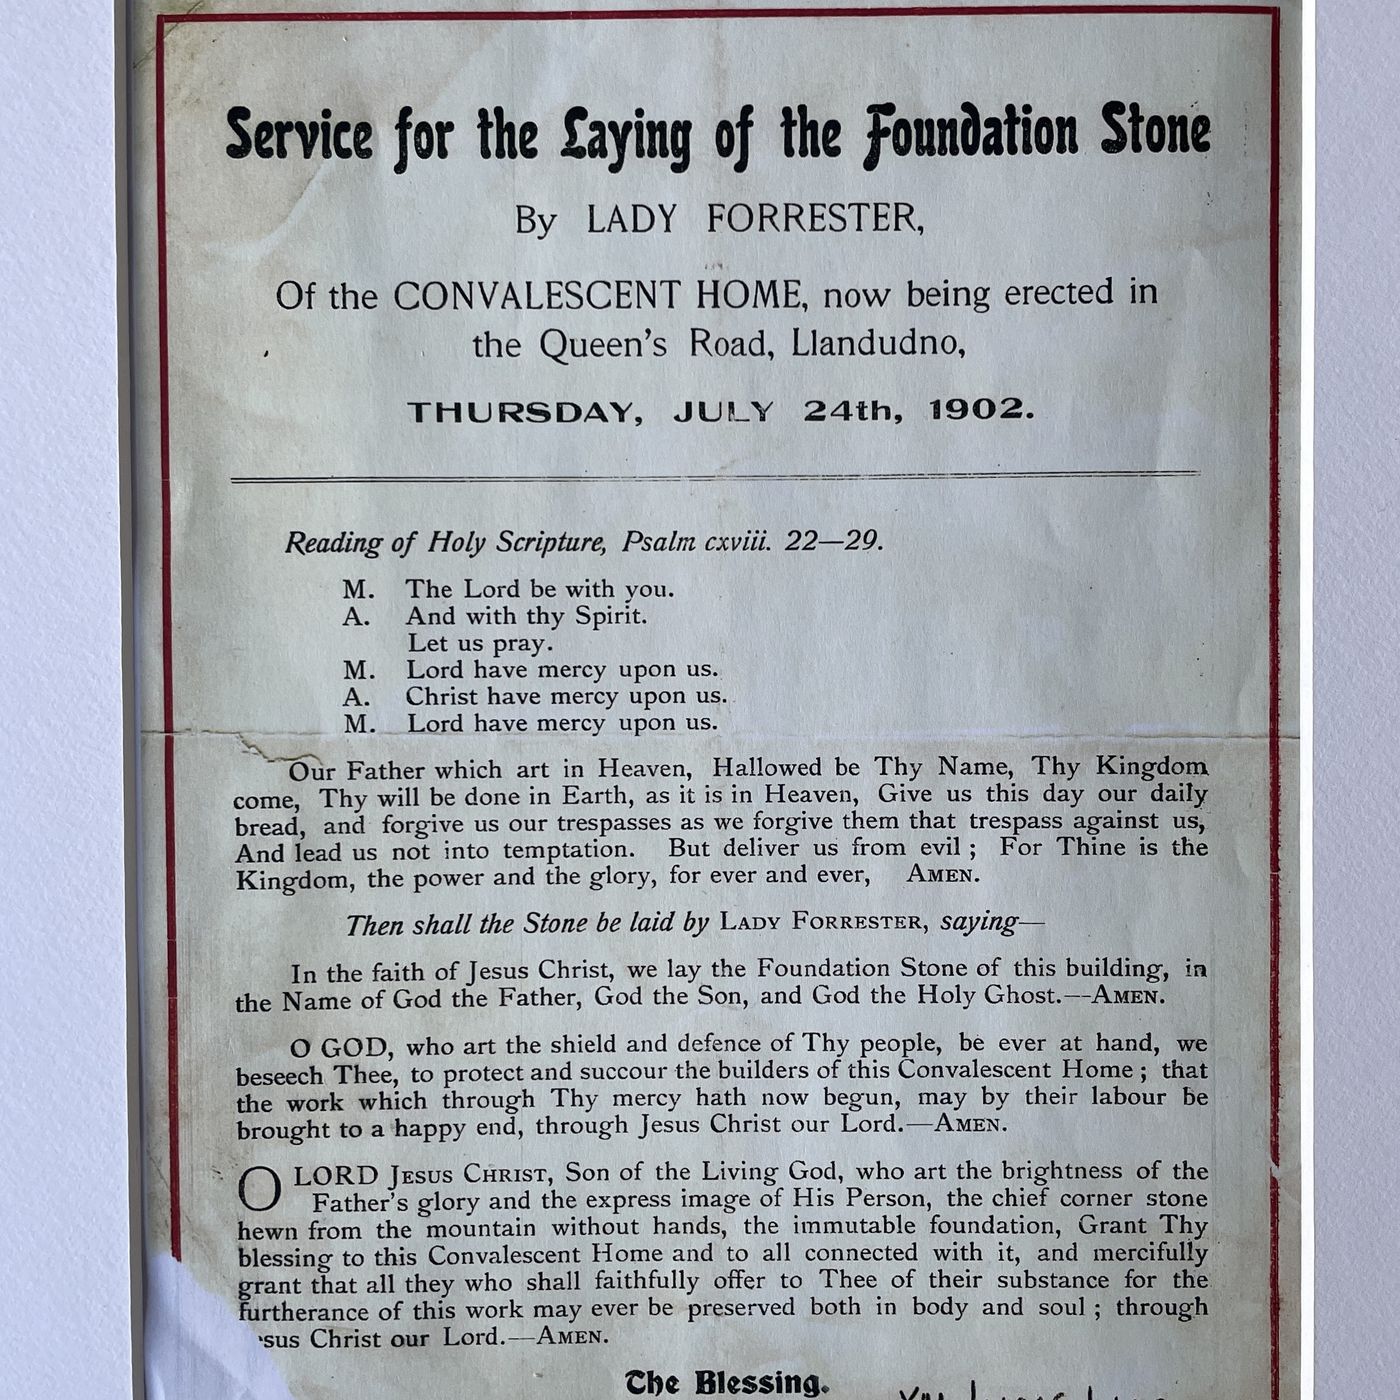 Service for the Laying of the Foundation Stone
By LADY FORRESTER,
Of the CONVALESCENT HOME, now being erected in
the Queen's Road, Llandudno,
THURSDAY, JULY 24th, 1902.
Reading of Holy Scripture, Psalm cxviii. 22—29.
M. The Lord be with you.
A. And with thy Spirit.
Let us pray.
M. Lord have mercy upon us.
A. Christ have mercy upon us.
M. Lord have mercy upon us.
Our Father which art in Heaven, Hallowed be Thy Name, Thy Kingdom
come, Thy will be done in Earth, as it is in Heaven, Give us this day our daily
bread, and forgive us our trespasses as we forgive them that trespass against us,
And lead us not into temptation. But deliver us from evil; For Thine is the
Kingdom, the power and the glory, for ever and ever, AMEN.
Then shall the Stone be laid by LADY FORRESTER, saying—
In the faith of Jesus Christ, we lay the Foundation Stone of this building, in
the Name of God the Father, God the Son, and God the Holy Ghost.—AMEN.
O GOD, who art the shield and defence of Thy people, be ever at hand, we
beseech Thee, to protect and succour the builders of this Convalescent Home; that
the work which through Thy mercy hath now begun, may by their labour be
brought to a happy end, through Jesus Christ our Lord.—AMEN.
O LORD JESUS CHRIST, Son of the Living God, who art the brightness of the
Father's glory and the express image of His Person, the chief corner stone
hewn from the mountain without hands, the immutable foundation, Grant Thy
blessing to this Convalescent Home and to all connected with it, and mercifully
grant that all they who shall faithfully offer to Thee of their substance for the
furtherance of this work may ever be preserved both in body and soul; through
esus Christ our Lord.—AMEN.
The Blessing.